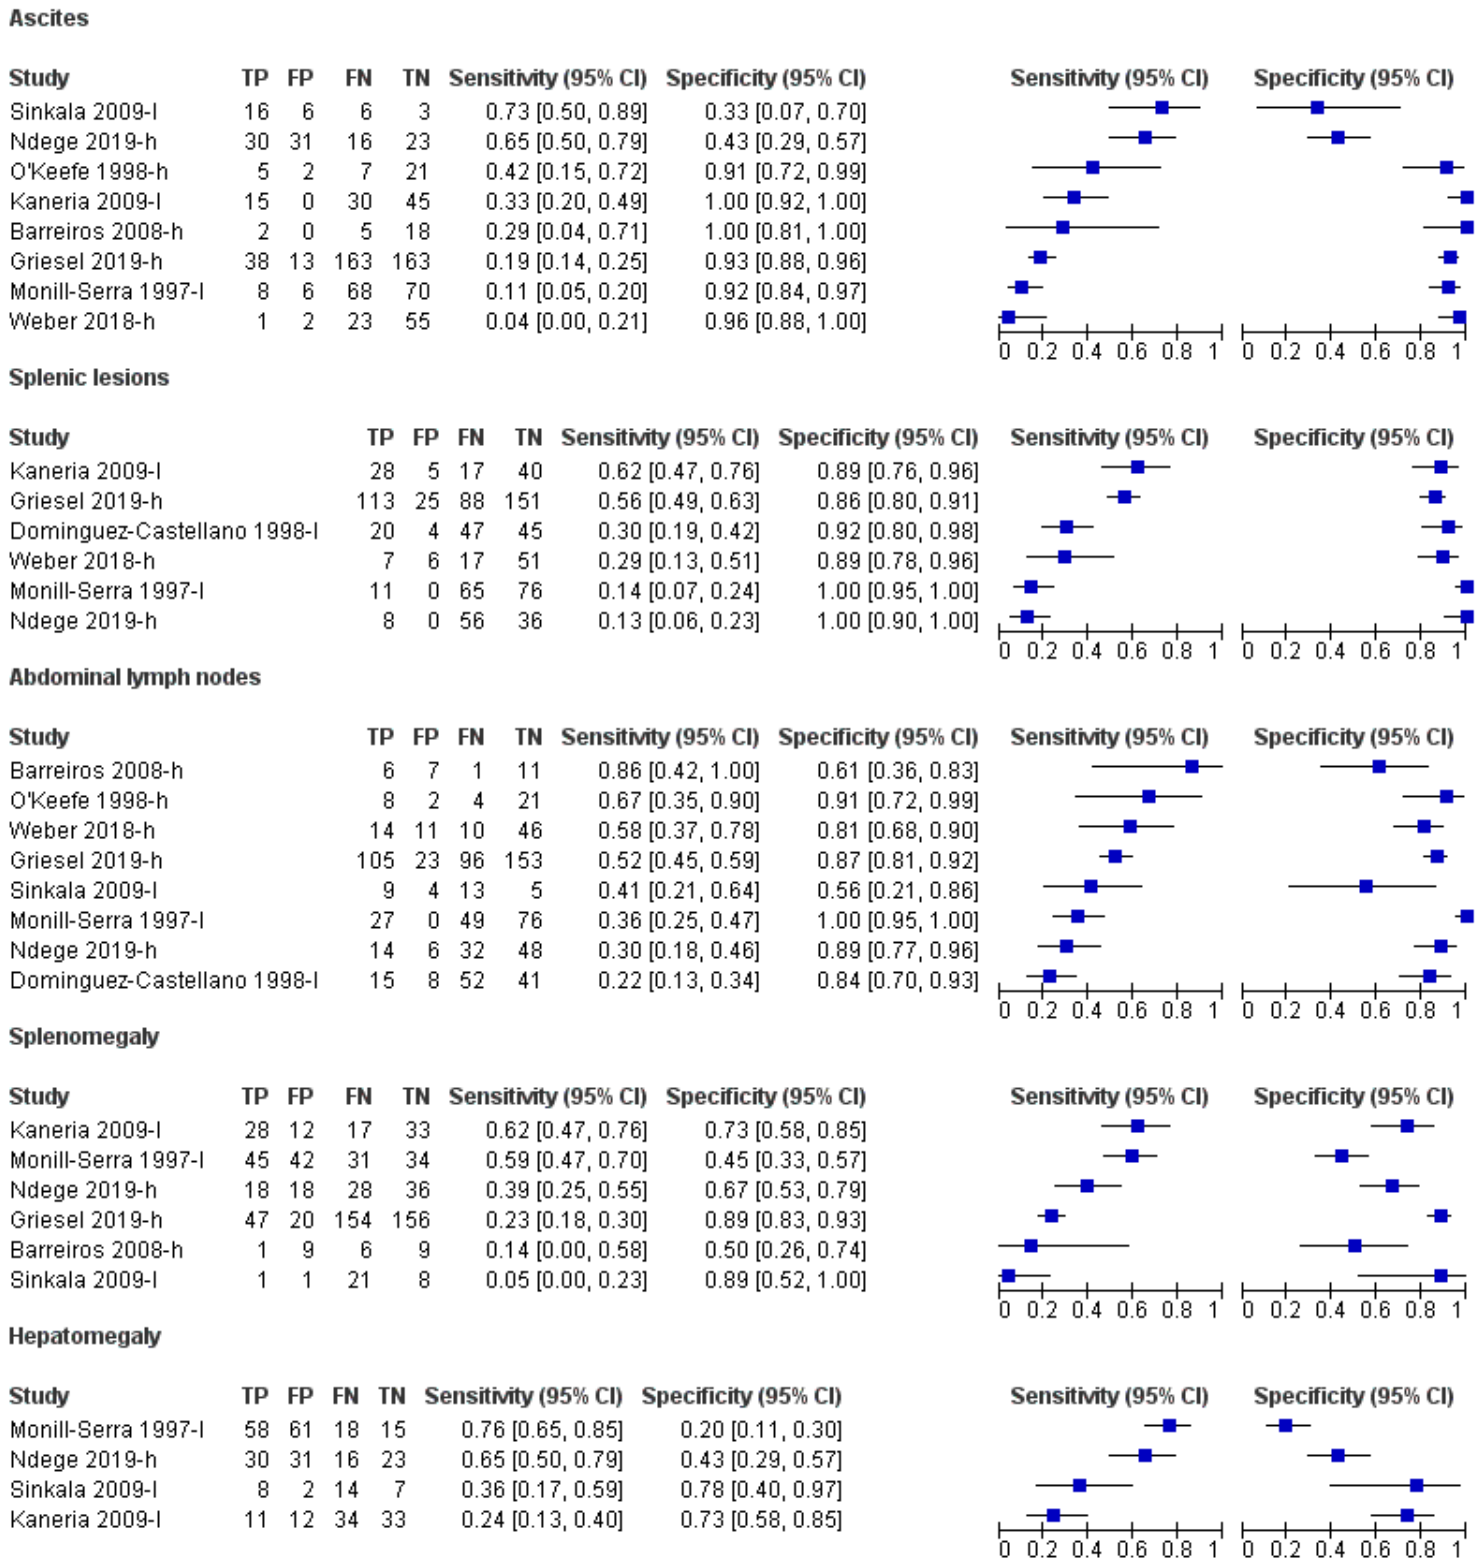 Ascites
Study TP FP FN TN Sensitivity (95% CI) Specificity (95% CI) Sensitivity (95% CI) Specificity (95% CI)
Sinkala 2009-l 16 6 6 3 0.73 [0.50, 0.89] 0.33 [0.07, 0.70]
Ndege 2019-h 30 31 16 23 0.65 [0.50, 0.79] 0.43 [0.29, 0.57]
O'Keefe 1998-h 5 2 7 21 0.42 [0.15, 0.72] 0.91 [0.72, 0.99]
Kaneria 2009-l 15 0 30 45 0.33 [0.20, 0.49] 1.00 [0.92, 1.00]
Barreiros 2008-h 2 0 5 18 0.29 [0.04, 0.71] 1.00 [0.81, 1.00]
Griesel 2019-h 38 13 163 163 0.19 [0.14, 0.25] 0.93 [0.88, 0.96]
Monill-Serra 1997-l 8 6 68 70 0.11 [0.05, 0.20] 0.92 [0.84, 0.97]
Weber 2018-h 1 2 23 55 0.04 [0.00, 0.21] 0.96 [0.88, 1.00]
0 0.2 0.4 0.6 0.8 1 0 0.2 0.4 0.6 0.8 1
Splenic lesions
Study TP FP FN TN Sensitivity (95% CI) Specificity (95% CI) Sensitivity (95% CI) Specificity (95% CI)
Kaneria 2009-l 28 5 17 40 0.62 [0.47, 0.76] 0.89 [0.76, 0.96]
Griesel 2019-h 113 25 88 151 0.56 [0.49, 0.63] 0.86 [0.80, 0.91]
Dominguez-Castellano 1998-l 20 4 47 45 0.30 [0.19, 0.42] 0.92 [0.80, 0.98]
Weber 2018-h 7 6 17 51 0.29 [0.13, 0.51] 0.89 [0.78, 0.96]
Monill-Serra 1997-l 11 0 65 76 0.14 [0.07, 0.24] 1.00 [0.95, 1.00]
Ndege 2019-h 8 0 56 36 0.13 [0.06, 0.23] 1.00 [0.90, 1.00]
0 0.2 0.4 0.6 0.8 1 0 0.2 0.4 0.6 0.8 1
Abdominal lymph nodes
Study TP FP FN TN Sensitivity (95% CI) Specificity (95% CI) Sensitivity (95% CI) Specificity (95% CI)
Barreiros 2008-h 6 7 1 11 0.86 [0.42, 1.00] 0.61 [0.36, 0.83]
O'Keefe 1998-h 8 2 4 21 0.67 [0.35, 0.90] 0.91 [0.72, 0.99]
Weber 2018-h 14 11 10 46 0.58 [0.37, 0.78] 0.81 [0.68, 0.90]
Griesel 2019-h 105 23 96 153 0.52 [0.45, 0.59] 0.87 [0.81, 0.92]
Sinkala 2009-l 9 4 13 5 0.41 [0.21, 0.64] 0.56 [0.21, 0.86]
Monill-Serra 1997-l 27 0 49 76 0.36 [0.25, 0.47] 1.00 [0.95, 1.00]
Ndege 2019-h 14 6 32 48 0.30 [0.18, 0.46] 0.89 [0.77, 0.96]
Dominguez-Castellano 1998-l 15 8 52 41 0.22 [0.13, 0.34] 0.84 [0.70, 0.93]
0 0.2 0.4 0.6 0.8 1 0 0.2 0.4 0.6 0.8 1
Splenomegaly
Study TP FP FN TN Sensitivity (95% CI) Specificity (95% CI) Sensitivity (95% CI) Specificity (95% CI)
Kaneria 2009-l 28 12 17 33 0.62 [0.47, 0.76] 0.73 [0.58, 0.85]
Monill-Serra 1997-l 45 42 31 34 0.59 [0.47, 0.70] 0.45 [0.33, 0.57]
Ndege 2019-h 18 18 28 36 0.39 [0.25, 0.55] 0.67 [0.53, 0.79]
Griesel 2019-h 47 20 154 156 0.23 [0.18, 0.30] 0.89 [0.83, 0.93]
Barreiros 2008-h 1 9 6 9 0.14 [0.00, 0.58] 0.50 [0.26, 0.74]
Sinkala 2009-l 1 1 21 8 0.05 [0.00, 0.23] 0.89 [0.52, 1.00]
0 0.2 0.4 0.6 0.8 1 0 0.2 0.4 0.6 0.8 1
Hepatomegaly
Study TP FP FN TN Sensitivity (95% CI) Specificity (95% CI) Sensitivity (95% CI) Specificity (95% CI)
Monill-Serra 1997-l 58 61 18 15 0.76 [0.65, 0.85] 0.20 [0.11, 0.30]
Ndege 2019-h 30 31 16 23 0.65 [0.50, 0.79] 0.43 [0.29, 0.57]
Sinkala 2009-l 8 2 14 7 0.36 [0.17, 0.59] 0.78 [0.40, 0.97]
Kaneria 2009-l 11 12 34 33 0.24 [0.13, 0.40] 0.73 [0.58, 0.85]
0 0.2 0.4 0.6 0.8 1 0 0.2 0.4 0.6 0.8 1